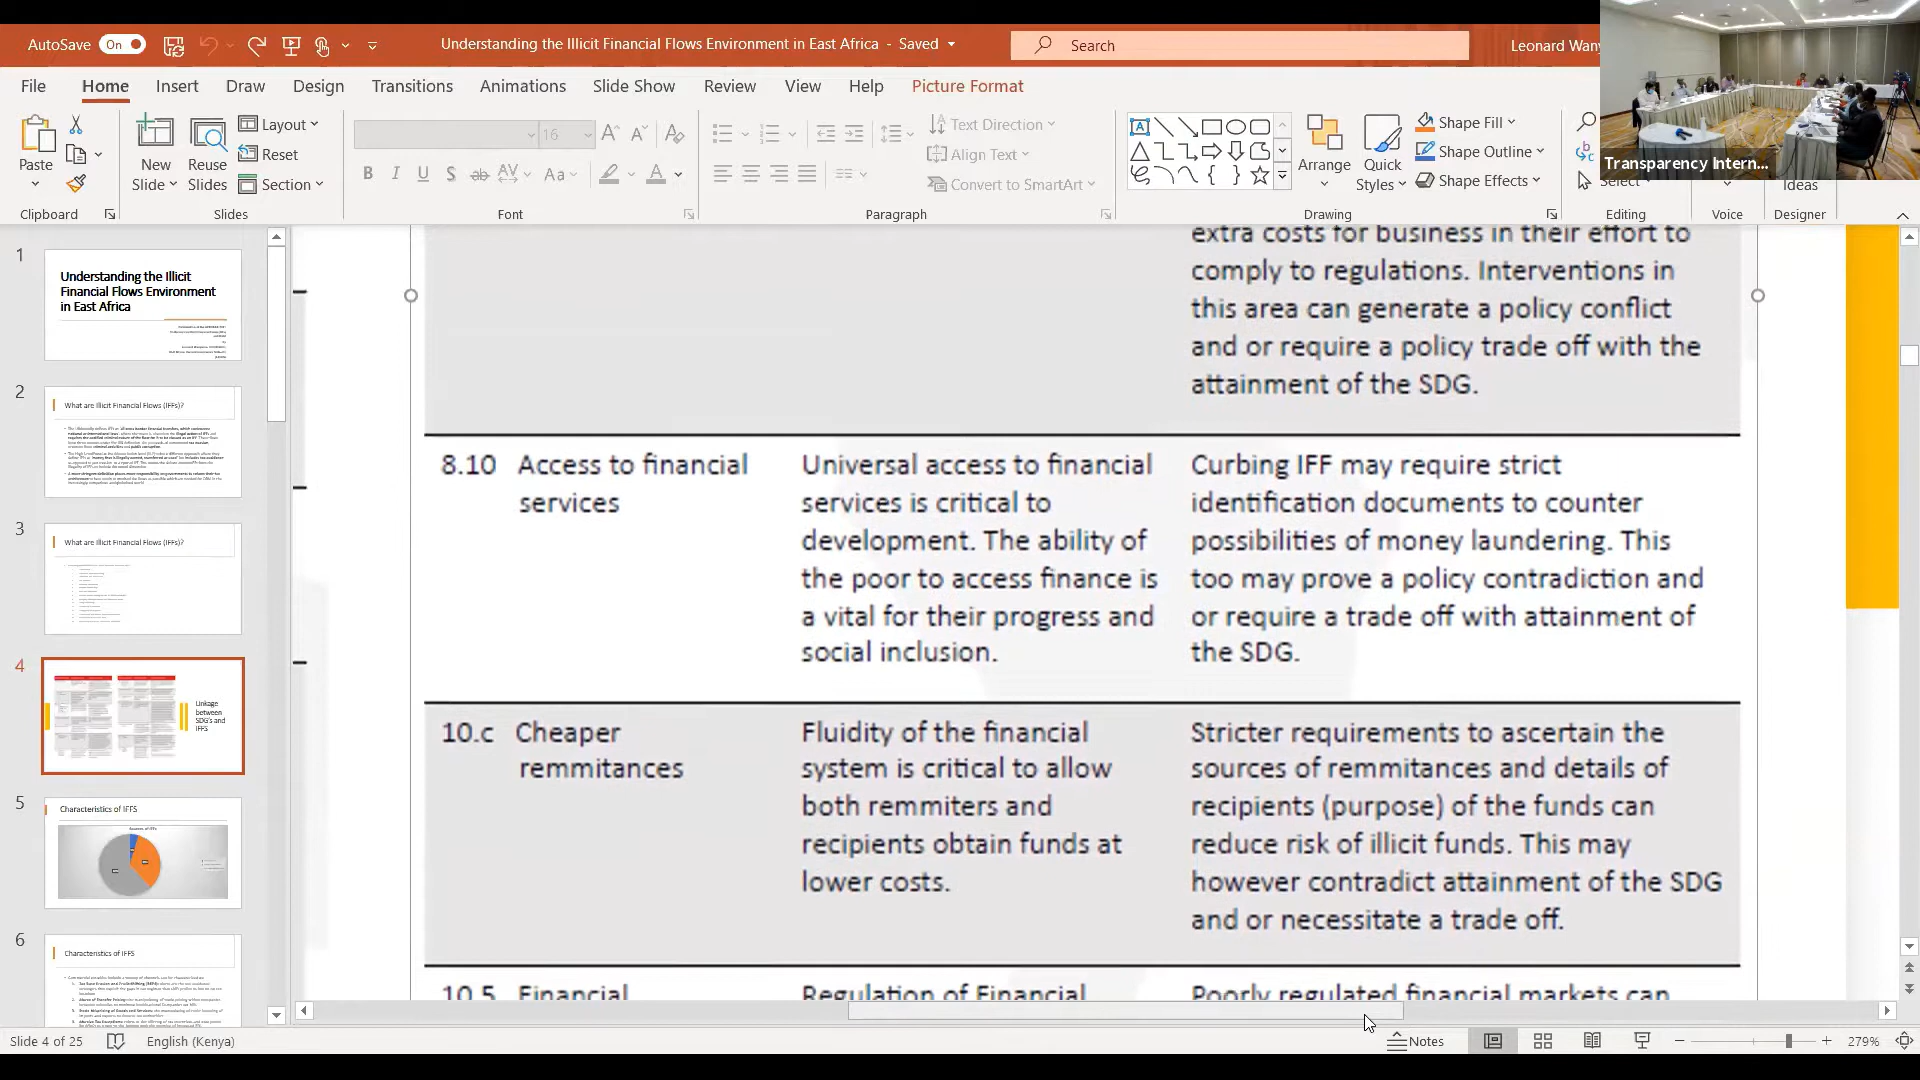 AutoSave On
Understanding the Illicit Financial Flows Environment in East Africa - Saved
Search
Leonard Wany
File Home Insert Draw Design Transitions Animations Slide Show Review View Help Picture Format
Transparency Intern...
Paste
New Slide
Reuse Slides
Layout
Reset
Section
16
Text Direction
Align Text
Convert to SmartArt
Arrange
Quick Styles
Shape Fill
Shape Outline
Shape Effects
Select
Ideas
Clipboard
Slides
Font
Paragraph
Drawing
Editing
Voice
Designer
1
Understanding the Illicit
Financial Flows Environment
in East Africa
2
What are Illicit Financial Flows (IFFs)?
3
What are Illicit Financial Flows (IFFs)?
4
Linkage
between
SDG's and
IFFS
5
Characteristics of IFFS
6
Characteristics of IFFS
extra costs for business in their effort to
comply to regulations. Interventions in
this area can generate a policy conflict
and or require a policy trade off with the
attainment of the SDG.
8.10 Access to financial
services
Universal access to financial
services is critical to
development. The ability of
the poor to access finance is
a vital for their progress and
social inclusion.
Curbing IFF may require strict
identification documents to counter
possibilities of money laundering. This
too may prove a policy contradiction and
or require a trade off with attainment of
the SDG.
10.c Cheaper
remmitances
Fluidity of the financial
system is critical to allow
both remmiters and
recipients obtain funds at
lower costs.
Stricter requirements to ascertain the
sources of remmitances and details of
recipients (purpose) of the funds can
reduce risk of illicit funds. This may
however contradict attainment of the SDG
and or necessitate a trade off.
10.5 Financial
Regulation of Financial
Poorly regulated financial markets can
Slide 4 of 25
English (Kenya)
Notes
279%